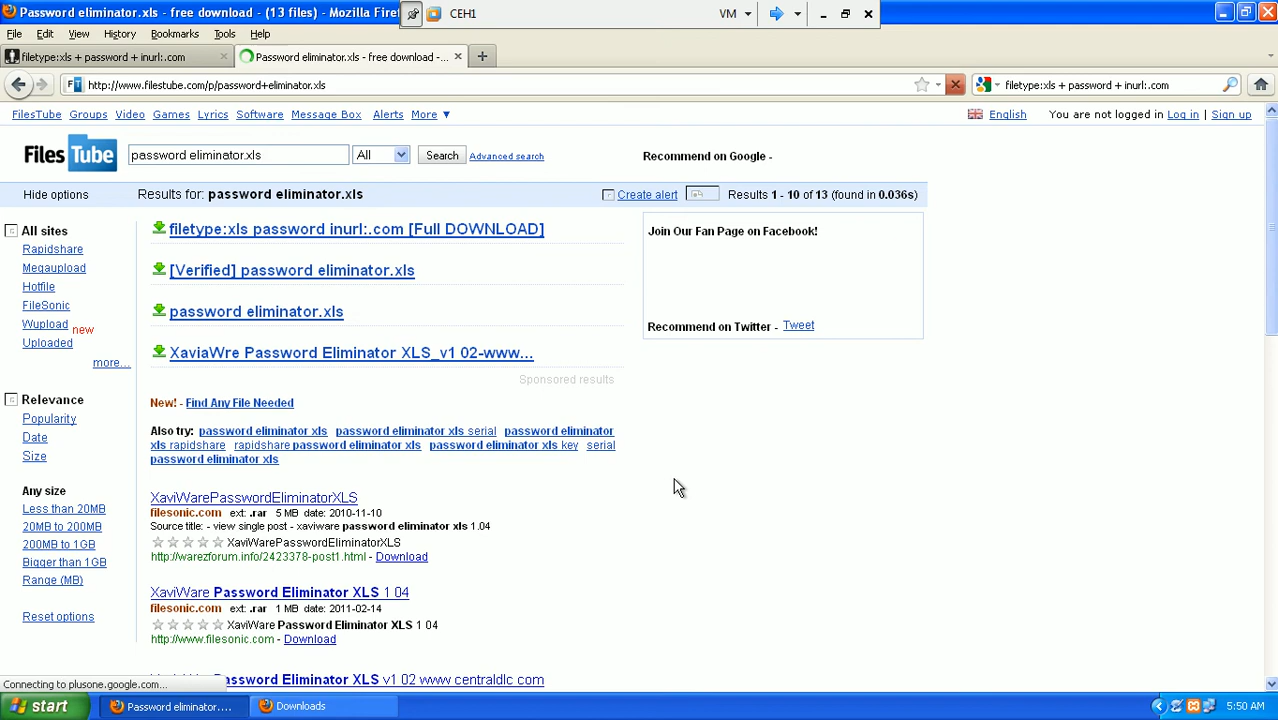 Password eliminator.xls - free download - (13 files) - Mozilla Firef
CEH1
VM
File Edit View History Bookmarks Tools Help
filetype:xls + password + inurl:.com
Password eliminator.xls - free download -...
http://www.filestube.com/p/password+eliminator.xls
filetype:xls + password + inurl:.com
FilesTube Groups Video Games Lyrics Software Message Box Alerts More ▼
English You are not logged in Log in | Sign up
Files Tube
password eliminator.xls
All
Search
Advanced search
Recommend on Google -
Hide options
Results for: password eliminator.xls
Create alert
Results 1 - 10 of 13 (found in 0.036s)
All sites
Rapidshare
Megaupload
Hotfile
FileSonic
Wupload new
Uploaded
more...
Relevance
Popularity
Date
Size
Any size
Less than 20MB
20MB to 200MB
200MB to 1GB
Bigger than 1GB
Range (MB)
Reset options
filetype:xls password inurl:.com [Full DOWNLOAD]
[Verified] password eliminator.xls
password eliminator.xls
XaviaWre Password Eliminator XLS_v1 02-www...
Sponsored results
New! - Find Any File Needed
Also try: password eliminator xls password eliminator xls serial password eliminator
xls rapidshare rapidshare password eliminator xls password eliminator xls key serial
password eliminator xls
XaviWarePasswordEliminatorXLS
filesonic.com ext: .rar 5 MB date: 2010-11-10
Source title: - view single post - xaviware password eliminator xls 1.04
XaviWarePasswordEliminatorXLS
http://warezforum.info/2423378-post1.html - Download
XaviWare Password Eliminator XLS 1 04
filesonic.com ext: .rar 1 MB date: 2011-02-14
XaviWare Password Eliminator XLS 1 04
http://www.filesonic.com - Download
Password Eliminator XLS v1 02 www centraldlc com
Join Our Fan Page on Facebook!
Recommend on Twitter - Tweet
Connecting to plusone.google.com...
start
Password eliminator....
Downloads
5:50 AM